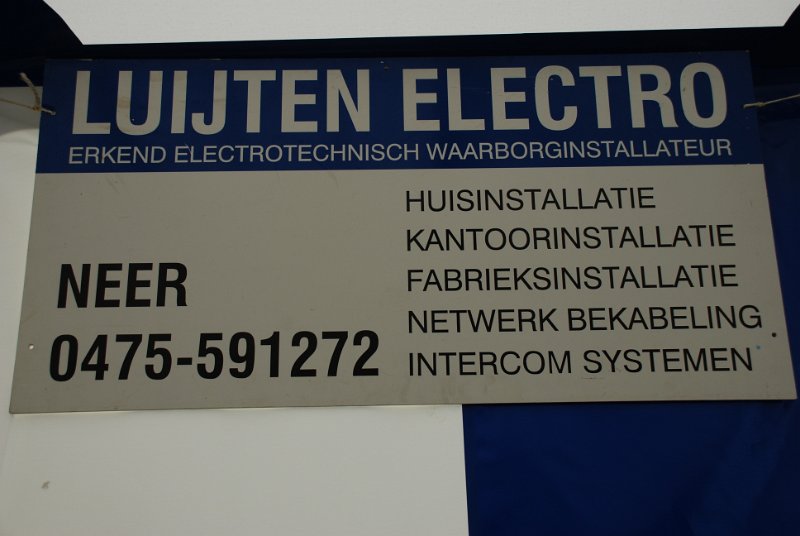 LUIJTEN ELECTRO
ERKEND ELECTROTECHNISCH WAARBORGINSTALLATEUR
NEER
0475-591272
HUISINSTALLATIE
KANTOORINSTALLATIE
FABRIEKSINSTALLATIE
NETWERK BEKABELING
INTERCOM SYSTEMEN